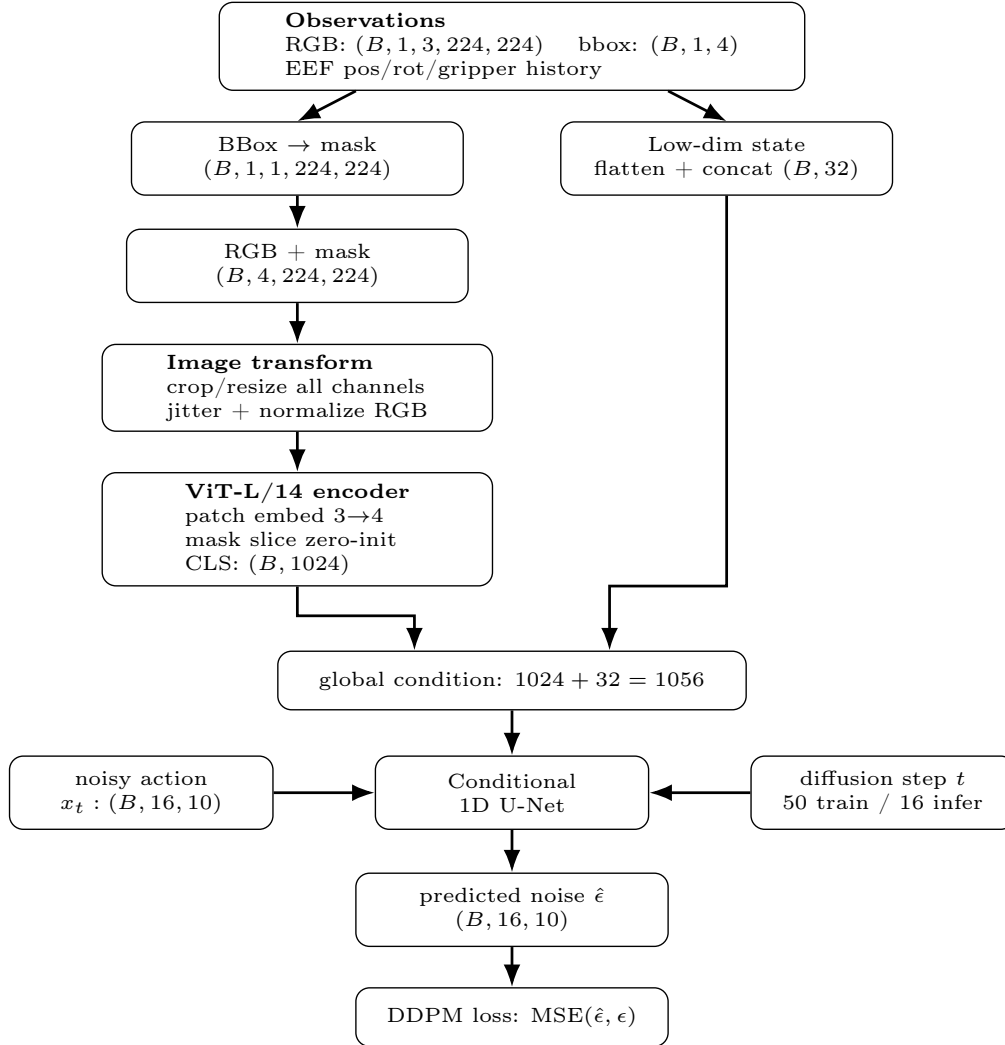 Observations
RGB: (B, 1, 3, 224, 224) bbox: (B, 1, 4)
EEF pos/rot/gripper history
BBox → mask
(B, 1, 1, 224, 224)
Low-dim state
flatten + concat (B, 32)
RGB + mask
(B, 4, 224, 224)
Image transform
crop/resize all channels
jitter + normalize RGB
ViT-L/14 encoder
patch embed 3→4
mask slice zero-init
CLS: (B, 1024)
global condition: 1024 + 32 = 1056
noisy action
x_t : (B, 16, 10)
Conditional
1D U-Net
diffusion step t
50 train / 16 infer
predicted noise ε̂
(B, 16, 10)
DDPM loss: MSE(ε̂, ε)